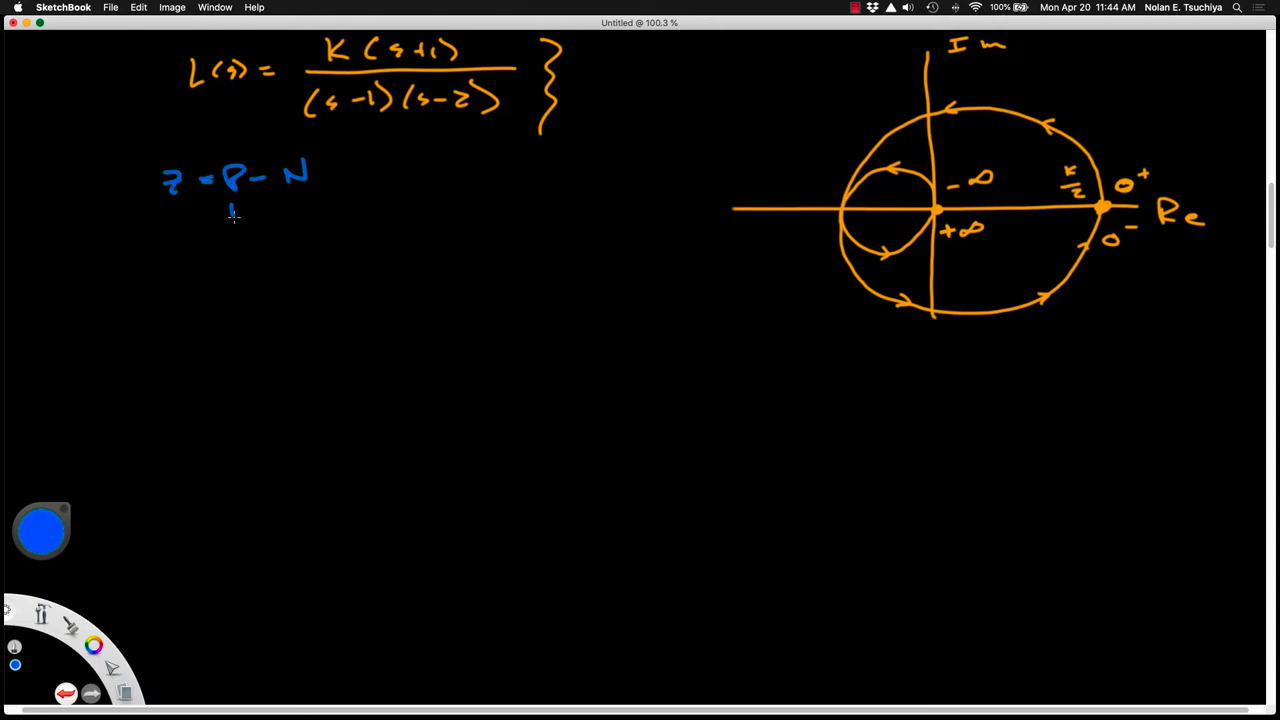 SketchBook File Edit Image Window Help 100% Mon Apr 20 11:44 AM Nolan E. Tsuchiya
Untitled @ 100.3 %
L(s) = K(s+1) / (s-1)(s-2) }
Im
Z = P - N
-∞
K/2
0+
Re
+∞
0-